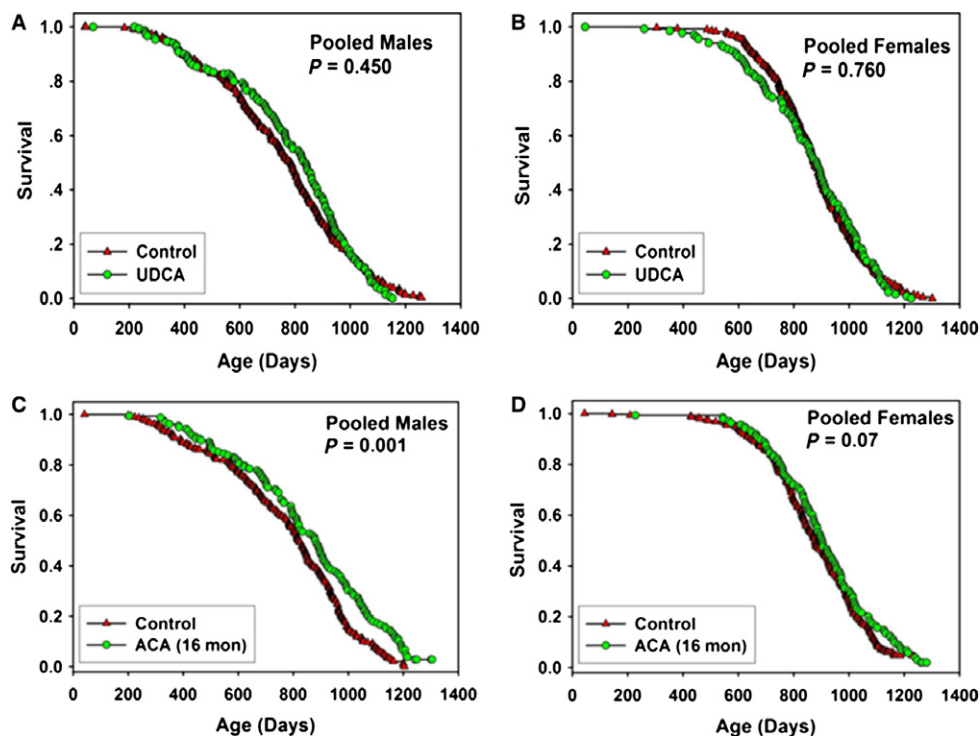 A
Pooled Males
P = 0.450
1.0
.8
.6
.4
.2
0.0
Survival
Control
UDCA
0 200 400 600 800 1000 1200 1400
Age (Days)
B
Pooled Females
P = 0.760
1.0
.8
.6
.4
.2
0.0
Survival
Control
UDCA
0 200 400 600 800 1000 1200 1400
Age (Days)
C
Pooled Males
P = 0.001
1.0
0.8
0.6
0.4
0.2
0.0
Survival
Control
ACA (16 mon)
0 200 400 600 800 1000 1200 1400
Age (Days)
D
Pooled Females
P = 0.07
1.0
0.8
0.6
0.4
0.2
0.0
Survival
Control
ACA (16 mon)
0 200 400 600 800 1000 1200 1400
Age (Days)